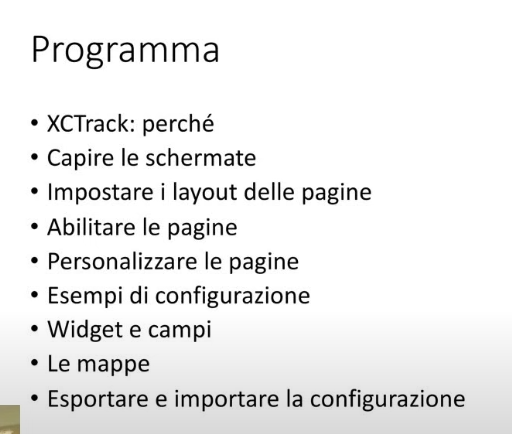 Programma
• XCTrack: perché
• Capire le schermate
• Impostare i layout delle pagine
• Abilitare le pagine
• Personalizzare le pagine
• Esempi di configurazione
• Widget e campi
• Le mappe
• Esportare e importare la configurazione